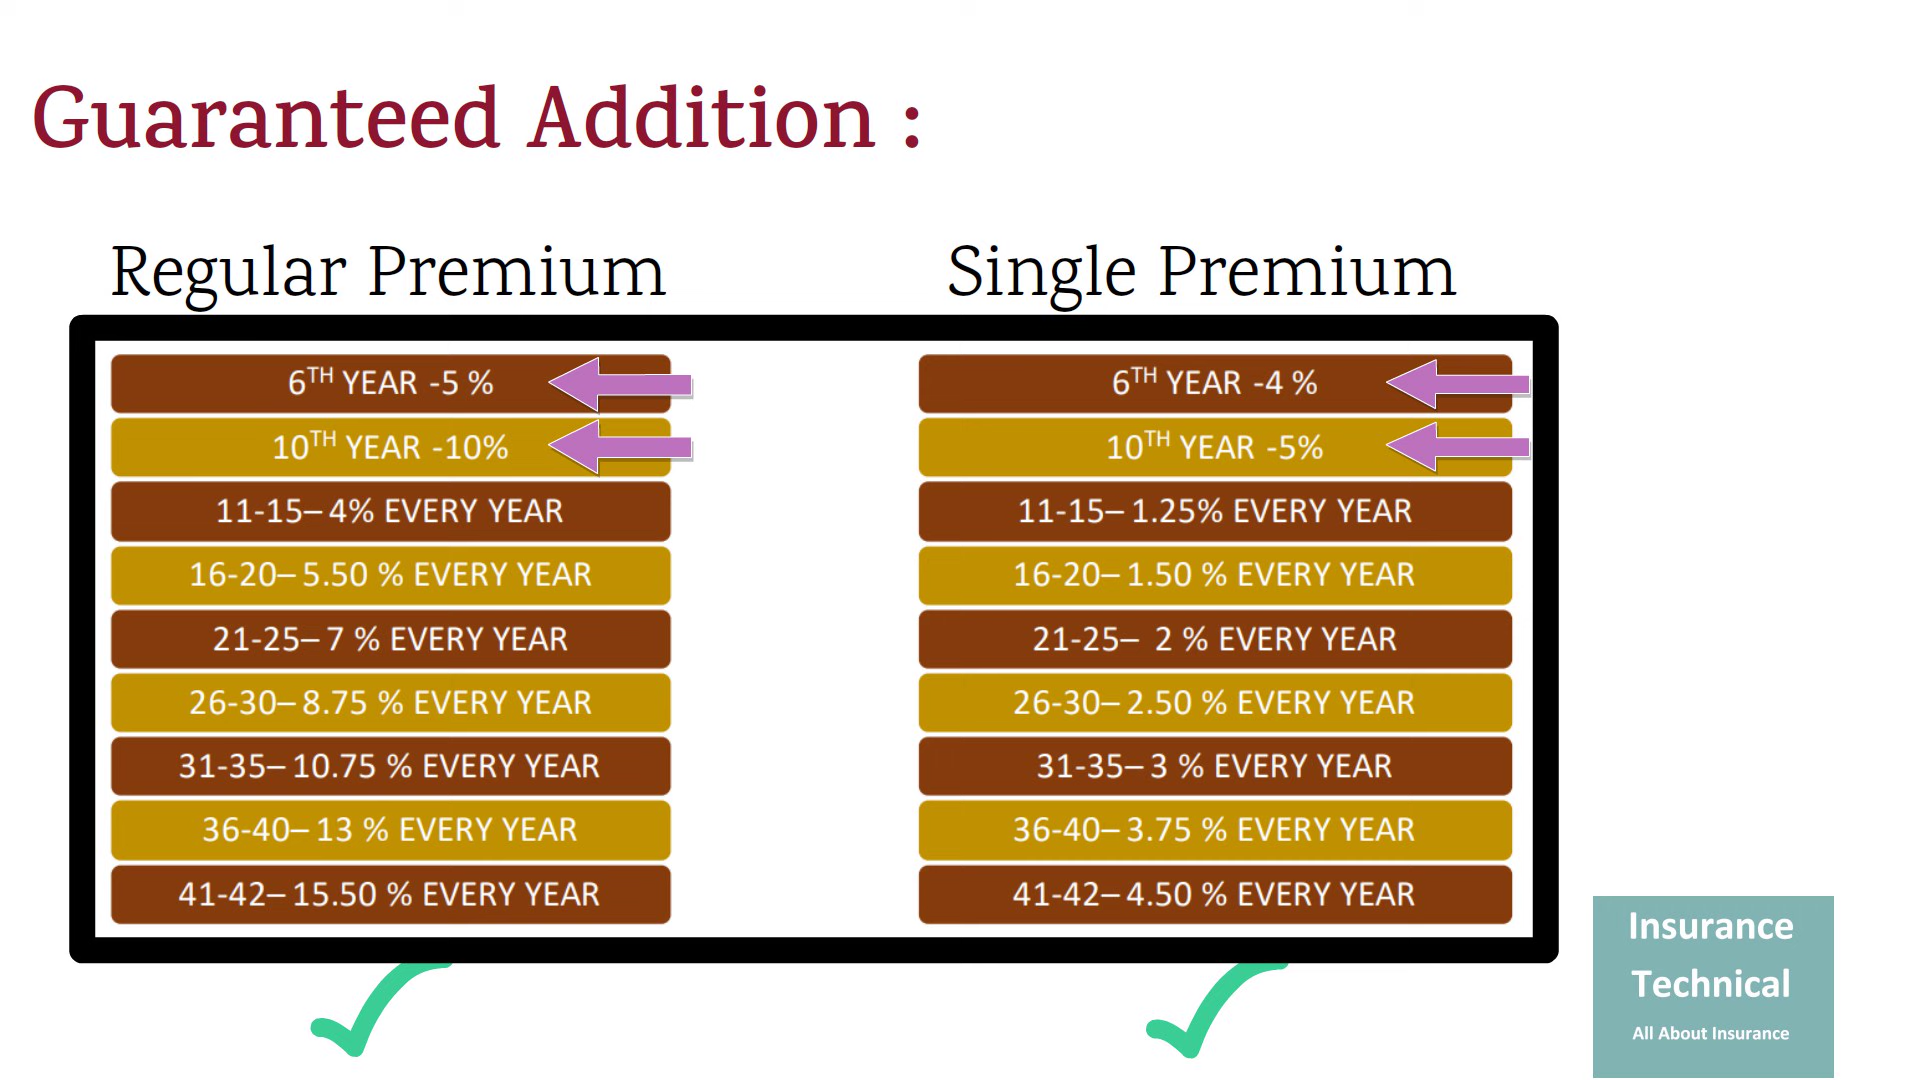 Guaranteed Addition :
Regular Premium
6TH YEAR -5 %
10TH YEAR -10%
11-15– 4% EVERY YEAR
16-20– 5.50 % EVERY YEAR
21-25– 7 % EVERY YEAR
26-30– 8.75 % EVERY YEAR
31-35– 10.75 % EVERY YEAR
36-40– 13 % EVERY YEAR
41-42– 15.50 % EVERY YEAR
Single Premium
6TH YEAR -4 %
10TH YEAR -5%
11-15– 1.25% EVERY YEAR
16-20– 1.50 % EVERY YEAR
21-25– 2 % EVERY YEAR
26-30– 2.50 % EVERY YEAR
31-35– 3 % EVERY YEAR
36-40– 3.75 % EVERY YEAR
41-42– 4.50 % EVERY YEAR
Insurance
Technical
All About Insurance